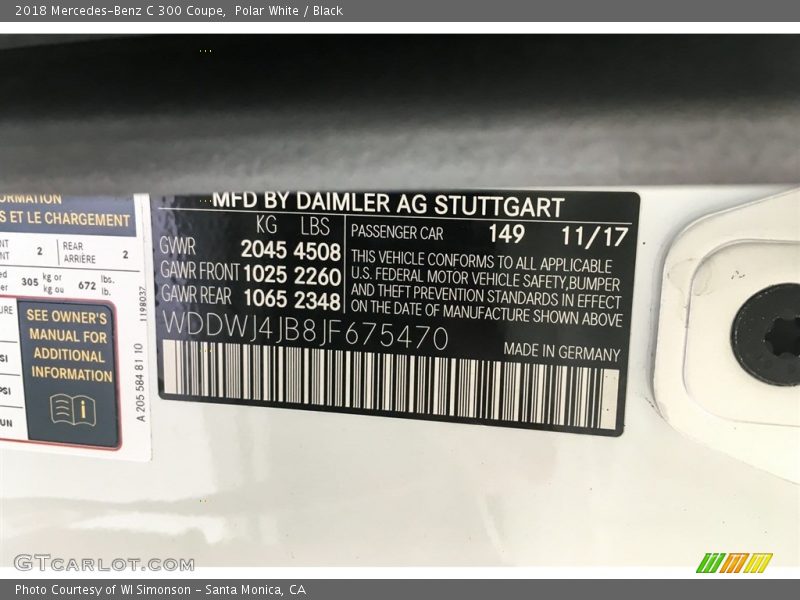 2018 Mercedes-Benz C 300 Coupe, Polar White / Black
MFD BY DAIMLER AG STUTTGART
KG LBS
GWR 2045 4508
GAWR FRONT 1025 2260
GAWR REAR 1065 2348
PASSENGER CAR 149 11/17
THIS VEHICLE CONFORMS TO ALL APPLICABLE
U.S. FEDERAL MOTOR VEHICLE SAFETY,BUMPER
AND THEFT PREVENTION STANDARDS IN EFFECT
ON THE DATE OF MANUFACTURE SHOWN ABOVE
WDDWJ4JB8JF675470
MADE IN GERMANY
ET LE CHARGEMENT
2 REAR ARRIÈRE 2
305 kg or kg ou 672 lbs. lb.
SEE OWNER'S
MANUAL FOR
ADDITIONAL
INFORMATION
i
1198037
A 205 584 81 10
GTCARLOT.COM
Photo Courtesy of WI Simonson - Santa Monica, CA